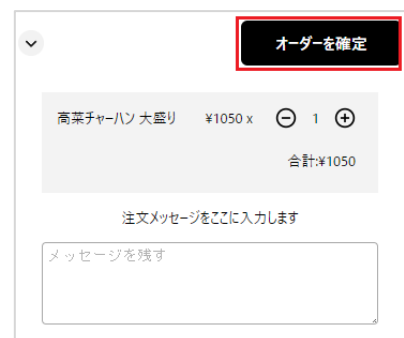 オーダーを確定
高菜チャーハン 大盛り ¥1050 x 1
合計:¥1050
注文メッセージをここに入力します
メッセージを残す